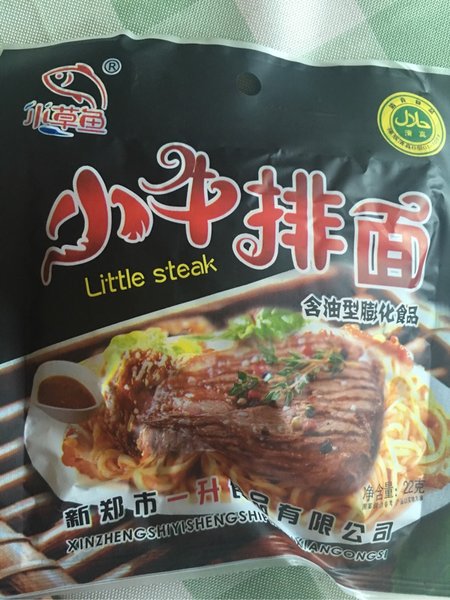 小草鱼®
حلال
清真
小牛排面
Little steak
含油型膨化食品
净含量：22克
新郑市一升食品有限公司